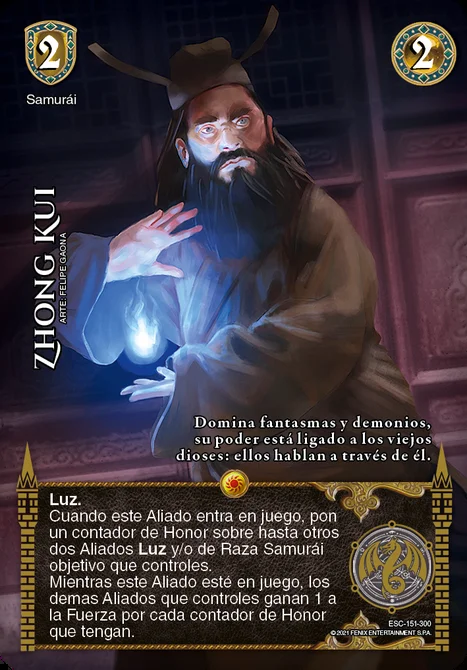 2
2
Samurái
ZHONG KUI
ARTE: FELIPE GAONA
Domina fantasmas y demonios,
su poder está ligado a los viejos
dioses: ellos hablan a través de él.
Luz.
Cuando este Aliado entra en juego, pon
un contador de Honor sobre hasta otros
dos Aliados Luz y/o de Raza Samurái
objetivo que controles.
Mientras este Aliado esté en juego, los
demas Aliados que controles ganan 1 a
la Fuerza por cada contador de Honor
que tengan.
ESC-151-300
©2021 FENIX ENTERTAINMENT S.P.A.